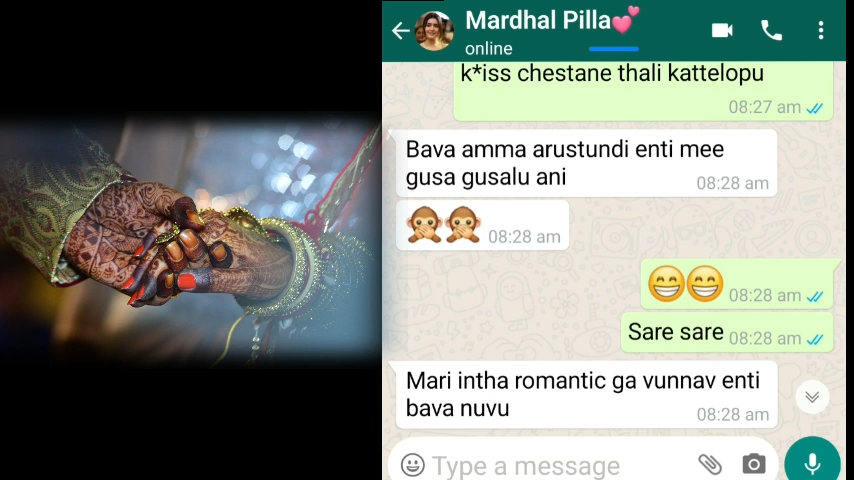 Mardhal Pilla💕
online
k*iss chestane thali kattelopu
08:27 am
Bava amma arustundi enti mee
gusa gusalu ani
08:28 am
🙊🙊 08:28 am
😁😁 08:28 am
Sare sare 08:28 am
Mari intha romantic ga vunnav enti
bava nuvu
08:28 am
Type a message